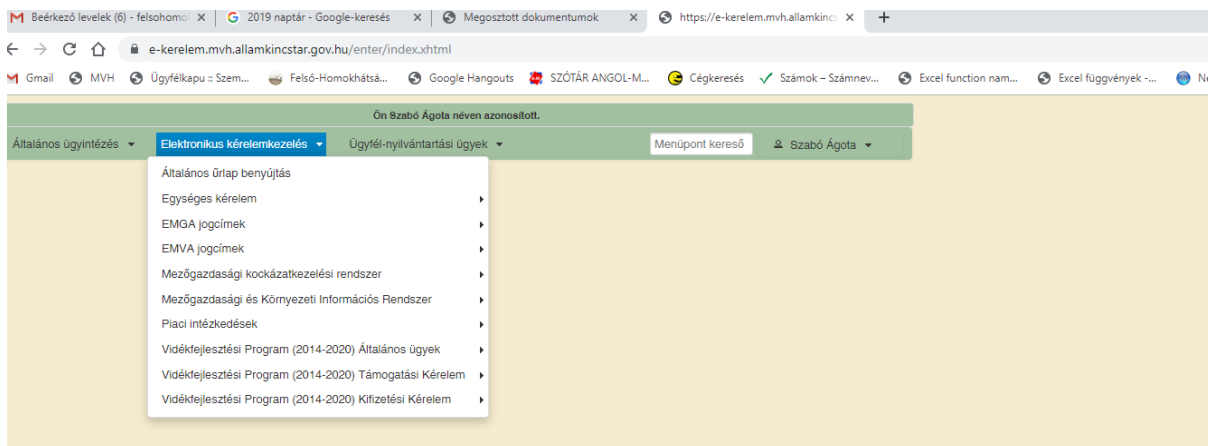 Beérkező levelek (6) - felsohomo
2019 naptár - Google-keresés
Megosztott dokumentumok
https://e-kerelem.mvh.allamkincs
e-kerelem.mvh.allamkincstar.gov.hu/enter/index.xhtml
Gmail MVH Ügyfélkapu :: Szem... Felső-Homokhátsá... Google Hangouts SZÓTÁR ANGOL-M... Cégkeresés Számok – Számnev... Excel function nam... Excel függvények -...
Ön Szabó Ágota néven azonosított.
Általános ügyintézés Elektronikus kérelemkezelés Ügyfél-nyilvántartási ügyek Menüpont kereső Szabó Ágota
Általános űrlap benyújtás
Egységes kérelem
EMGA jogcímek
EMVA jogcímek
Mezőgazdasági kockázatkezelési rendszer
Mezőgazdasági és Környezeti Információs Rendszer
Piaci intézkedések
Vidékfejlesztési Program (2014-2020) Általános ügyek
Vidékfejlesztési Program (2014-2020) Támogatási Kérelem
Vidékfejlesztési Program (2014-2020) Kifizetési Kérelem